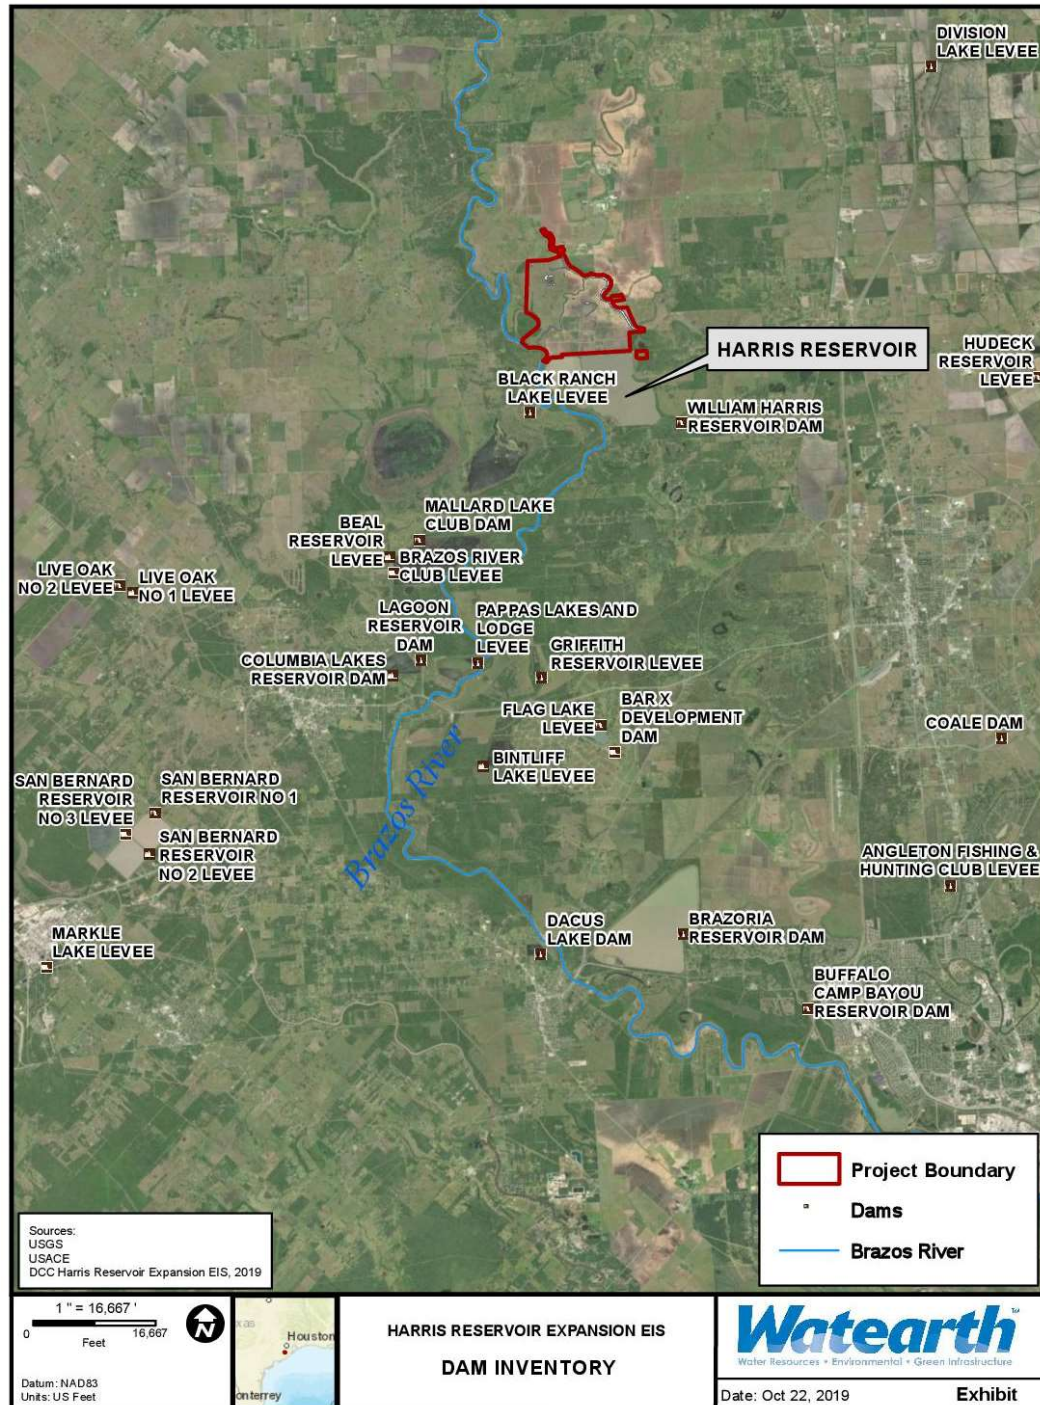 DIVISION
LAKE LEVEE
HARRIS RESERVOIR
HUDECK
RESERVOIR
LEVEE
BLACK RANCH
LAKE LEVEE
WILLIAM HARRIS
RESERVOIR DAM
MALLARD LAKE
CLUB DAM
BEAL
RESERVOIR
LEVEE
BRAZOS RIVER
CLUB LEVEE
LIVE OAK
NO 2 LEVEE
LIVE OAK
NO 1 LEVEE
LAGOON
RESERVOIR
DAM
PAPPAS LAKES AND
LODGE
LEVEE
GRIFFITH
RESERVOIR LEVEE
COLUMBIA LAKES
RESERVOIR DAM
FLAG LAKE
LEVEE
BAR X
DEVELOPMENT
DAM
COALE DAM
BINTLIFF
LAKE LEVEE
Brazos River
SAN BERNARD
RESERVOIR
NO 3 LEVEE
SAN BERNARD
RESERVOIR NO 1
SAN BERNARD
RESERVOIR
NO 2 LEVEE
ANGLETON FISHING &
HUNTING CLUB LEVEE
MARKLE
LAKE LEVEE
DACUS
LAKE DAM
BRAZORIA
RESERVOIR DAM
BUFFALO
CAMP BAYOU
RESERVOIR DAM
Project Boundary
Dams
Brazos River
Sources:
USGS
USACE
DCC Harris Reservoir Expansion EIS, 2019
1 " = 16,667 '
0 16,667
Feet
N
Datum: NAD83
Units: US Feet
xas
Houston
onterrey
HARRIS RESERVOIR EXPANSION EIS
DAM INVENTORY
Watearth™
Water Resources • Environmental • Green Infrastructure
Date: Oct 22, 2019
Exhibit